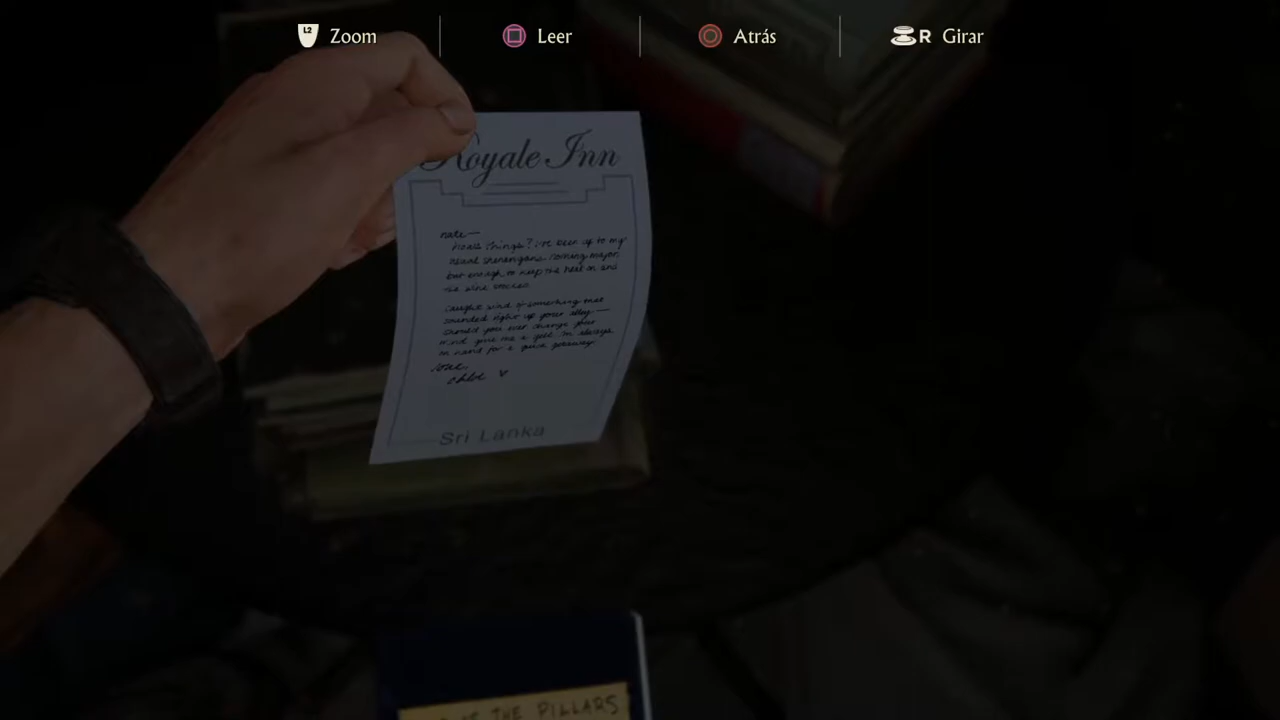 L2 Zoom
Leer
Atrás
R Girar
Royale Inn
nate—
how's things? i've been up to my
usual shenanigans. nothing major,
but enough to keep the heat on and
the wine
caught wind of something that
sounded right up your alley—
should you ever change your
mind give me a yell. i'm always
on hand for a quick getaway.
love,
chloe
Sri Lanka
THE PILLARS